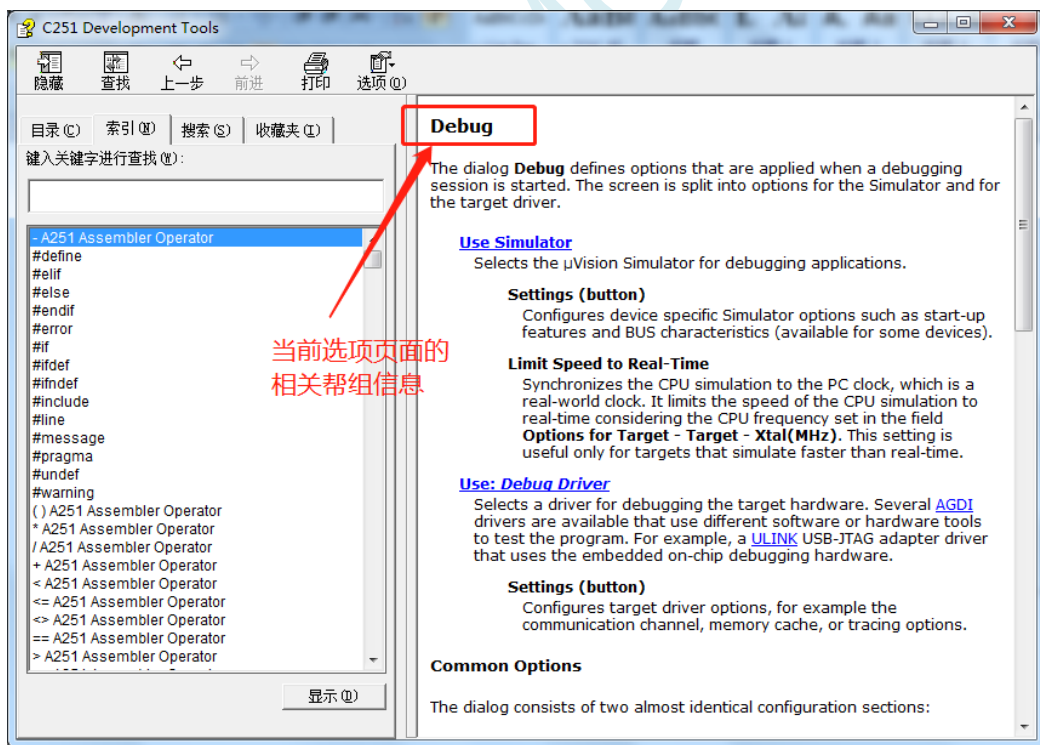 C251 Development Tools
隐藏 查找 上一步 前进 打印 选项(O)
目录(C) 索引(N) 搜索(S) 收藏夹(I)
键入关键字进行查找(W):
- A251 Assembler Operator
#define
#elif
#else
#endif
#error
#if
#ifdef
#ifndef
#include
#line
#message
#pragma
#undef
#warning
( ) A251 Assembler Operator
* A251 Assembler Operator
/ A251 Assembler Operator
+ A251 Assembler Operator
< A251 Assembler Operator
<= A251 Assembler Operator
<> A251 Assembler Operator
== A251 Assembler Operator
> A251 Assembler Operator
显示(D)
当前选项页面的
相关帮组信息
Debug
The dialog Debug defines options that are applied when a debugging
session is started. The screen is split into options for the Simulator and for
the target driver.
Use Simulator
Selects the µVision Simulator for debugging applications.
Settings (button)
Configures device specific Simulator options such as start-up
features and BUS characteristics (available for some devices).
Limit Speed to Real-Time
Synchronizes the CPU simulation to the PC clock, which is a
real-world clock. It limits the speed of the CPU simulation to
real-time considering the CPU frequency set in the field
Options for Target - Target - Xtal(MHz). This setting is
useful only for targets that simulate faster than real-time.
Use: Debug Driver
Selects a driver for debugging the target hardware. Several AGDI
drivers are available that use different software or hardware tools
to test the program. For example, a ULINK USB-JTAG adapter driver
that uses the embedded on-chip debugging hardware.
Settings (button)
Configures target driver options, for example the
communication channel, memory cache, or tracing options.
Common Options
The dialog consists of two almost identical configuration sections: